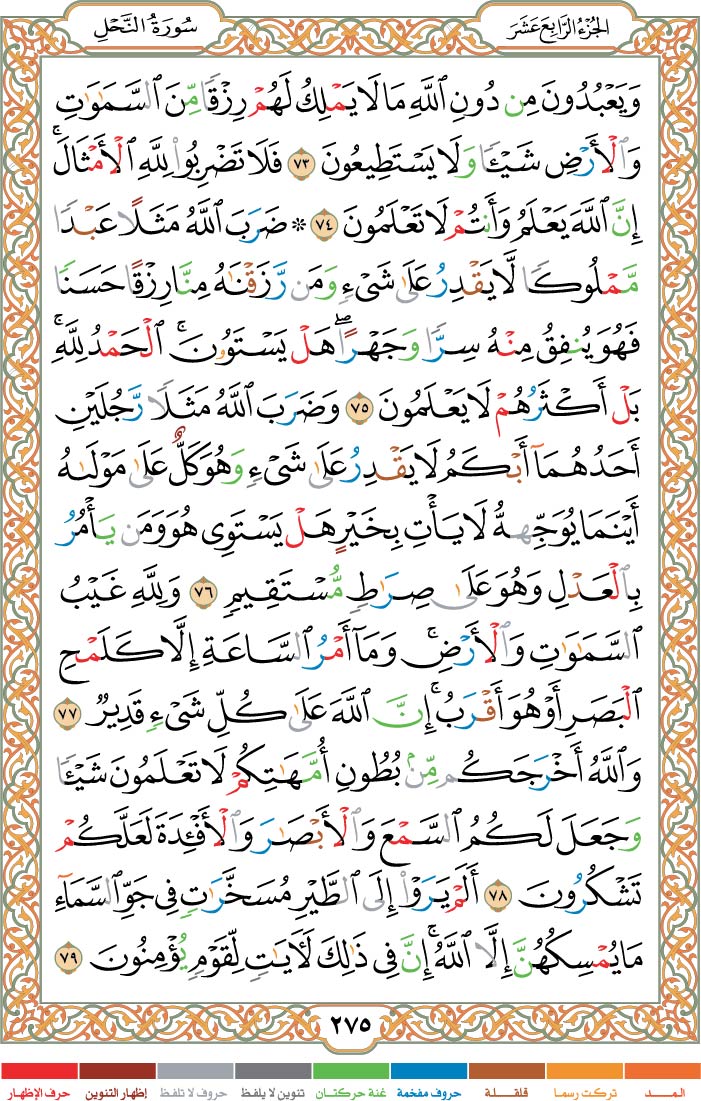 الجُزْءُ الرَّابِعَ عَشَرَ
سُورَةُ النَّحْلِ
وَيَعْبُدُونَ مِن دُونِ ٱللَّهِ مَا لَا يَمْلِكُ لَهُمْ رِزْقًا مِّنَ ٱلسَّمَٰوَٰتِ
وَٱلْأَرْضِ شَيْـًٔا وَلَا يَسْتَطِيعُونَ ٧٣ فَلَا تَضْرِبُوا۟ لِلَّهِ ٱلْأَمْثَالَ ۚ
إِنَّ ٱللَّهَ يَعْلَمُ وَأَنتُمْ لَا تَعْلَمُونَ ٧٤ * ضَرَبَ ٱللَّهُ مَثَلًا عَبْدًا
مَّمْلُوكًا لَّا يَقْدِرُ عَلَىٰ شَىْءٍ وَمَن رَّزَقْنَٰهُ مِنَّا رِزْقًا حَسَنًا
فَهُوَ يُنفِقُ مِنْهُ سِرًّا وَجَهْرًا ۖ هَلْ يَسْتَوُۥنَ ۚ ٱلْحَمْدُ لِلَّهِ ۚ
بَلْ أَكْثَرُهُمْ لَا يَعْلَمُونَ ٧٥ وَضَرَبَ ٱللَّهُ مَثَلًا رَّجُلَيْنِ
أَحَدُهُمَآ أَبْكَمُ لَا يَقْدِرُ عَلَىٰ شَىْءٍ وَهُوَ كَلٌّ عَلَىٰ مَوْلَىٰهُ
أَيْنَمَا يُوَجِّههُّ لَا يَأْتِ بِخَيْرٍ هَلْ يَسْتَوِى هُوَ وَمَن يَأْمُرُ
بِٱلْعَدْلِ وَهُوَ عَلَىٰ صِرَٰطٍ مُّسْتَقِيمٍ ٧٦ وَلِلَّهِ غَيْبُ
ٱلسَّمَٰوَٰتِ وَٱلْأَرْضِ ۚ وَمَآ أَمْرُ ٱلسَّاعَةِ إِلَّا كَلَمْحِ
ٱلْبَصَرِ أَوْ هُوَ أَقْرَبُ ۚ إِنَّ ٱللَّهَ عَلَىٰ كُلِّ شَىْءٍ قَدِيرٌ ٧٧
وَٱللَّهُ أَخْرَجَكُم مِّنۢ بُطُونِ أُمَّهَٰتِكُمْ لَا تَعْلَمُونَ شَيْـًٔا
وَجَعَلَ لَكُمُ ٱلسَّمْعَ وَٱلْأَبْصَٰرَ وَٱلْأَفْـِٔدَةَ لَعَلَّكُمْ
تَشْكُرُونَ ٧٨ أَلَمْ يَرَوْا۟ إِلَى ٱلطَّيْرِ مُسَخَّرَٰتٍ فِى جَوِّ ٱلسَّمَآءِ
مَا يُمْسِكُهُنَّ إِلَّا ٱللَّهُ ۗ إِنَّ فِى ذَٰلِكَ لَـَٔايَٰتٍ لِّقَوْمٍ يُؤْمِنُونَ ٧٩
٢٧٥
المـــد تركت رسما قلقـــلة حروف مفخمة غنة حركتان تنوين لا يلفظ حروف لا تلفظ إظهار التنوين حرف الإظهار